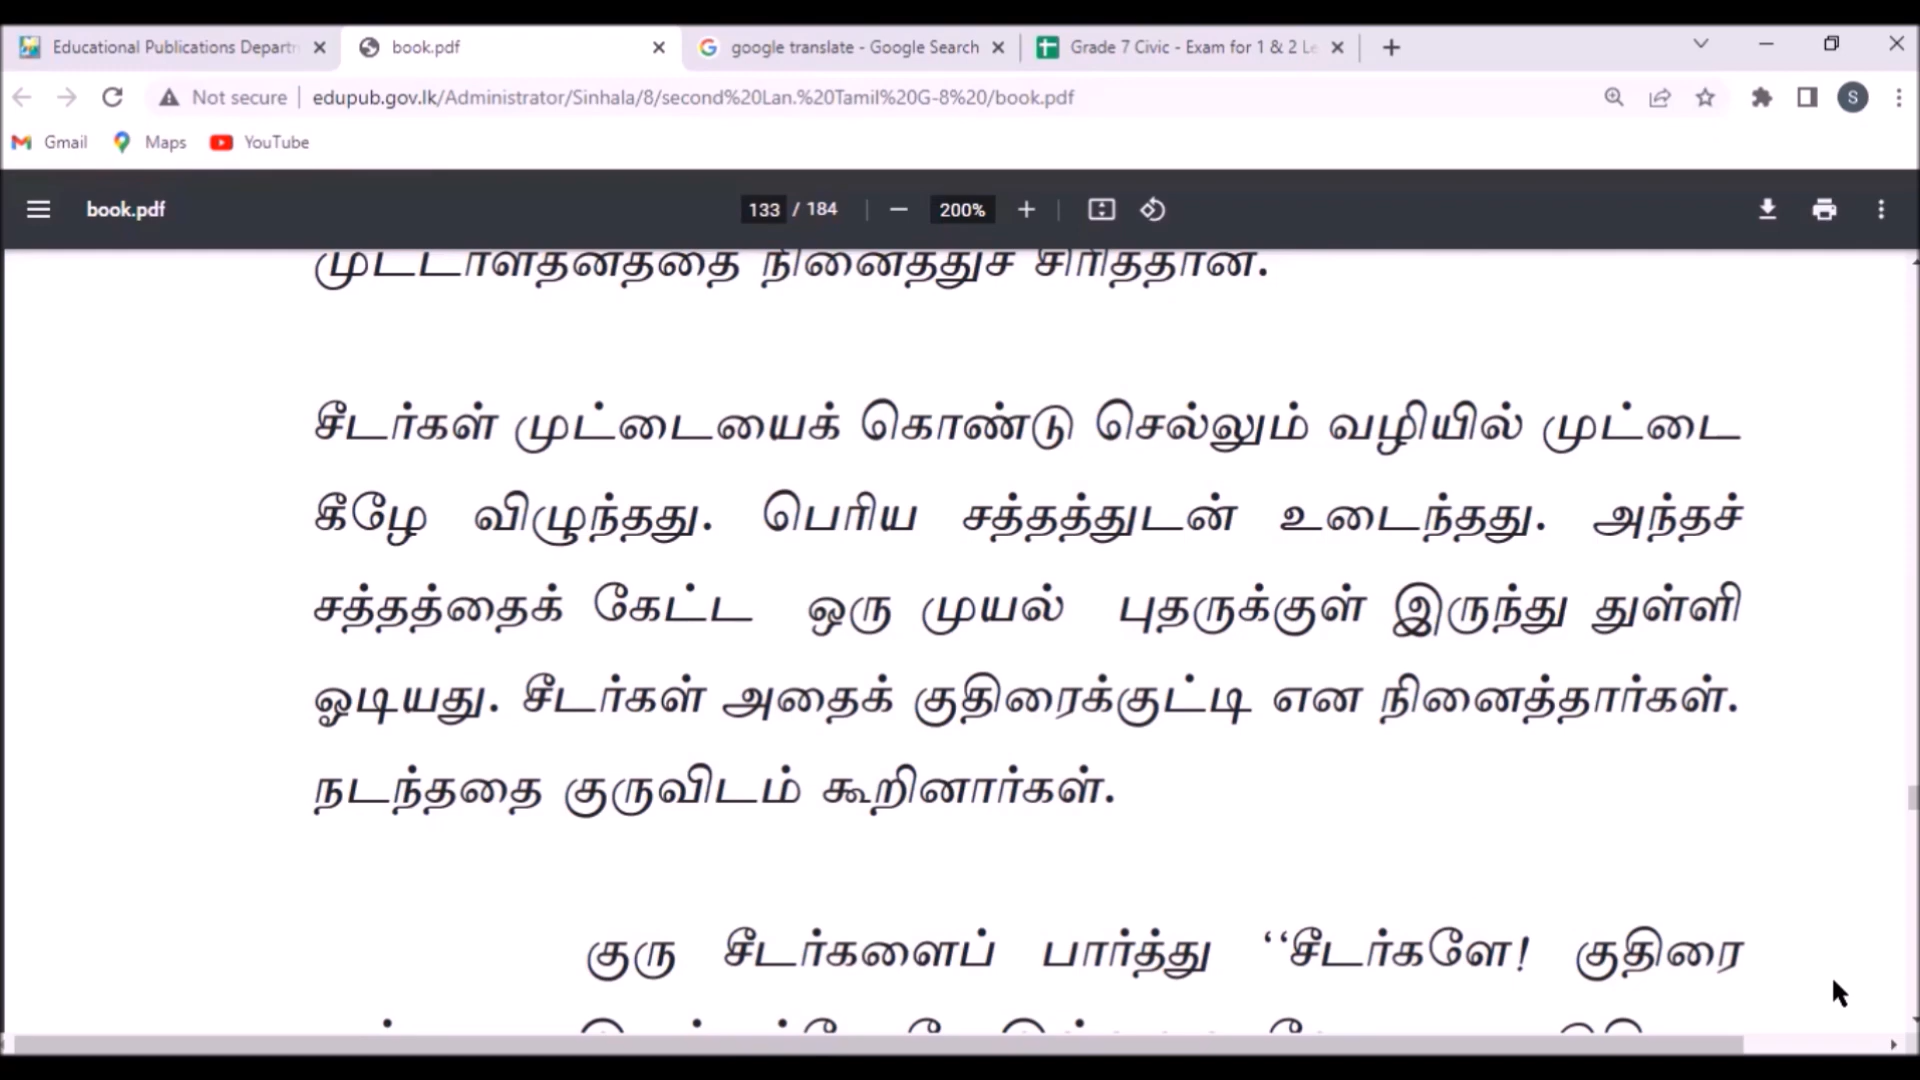 Educational Publications Departn
book.pdf
google translate - Google Search
Grade 7 Civic - Exam for 1 & 2 Le
Not secure
edupub.gov.lk/Administrator/Sinhala/8/second%20Lan.%20Tamil%20G-8%20/book.pdf
S
Gmail
Maps
YouTube
book.pdf
133 / 184
200%
முட்டாள்தனத்தை நினைத்துச் சிரித்தான்.
சீடர்கள் முட்டையைக் கொண்டு செல்லும் வழியில் முட்டை
கீழே விழுந்தது. பெரிய சத்தத்துடன் உடைந்தது. அந்தச்
சத்தத்தைக் கேட்ட ஒரு முயல் புதருக்குள் இருந்து துள்ளி
ஓடியது. சீடர்கள் அதைக் குதிரைக்குட்டி என நினைத்தார்கள்.
நடந்ததை குருவிடம் கூறினார்கள்.
குரு சீடர்களைப் பார்த்து ‘‘சீடர்களே! குதிரை